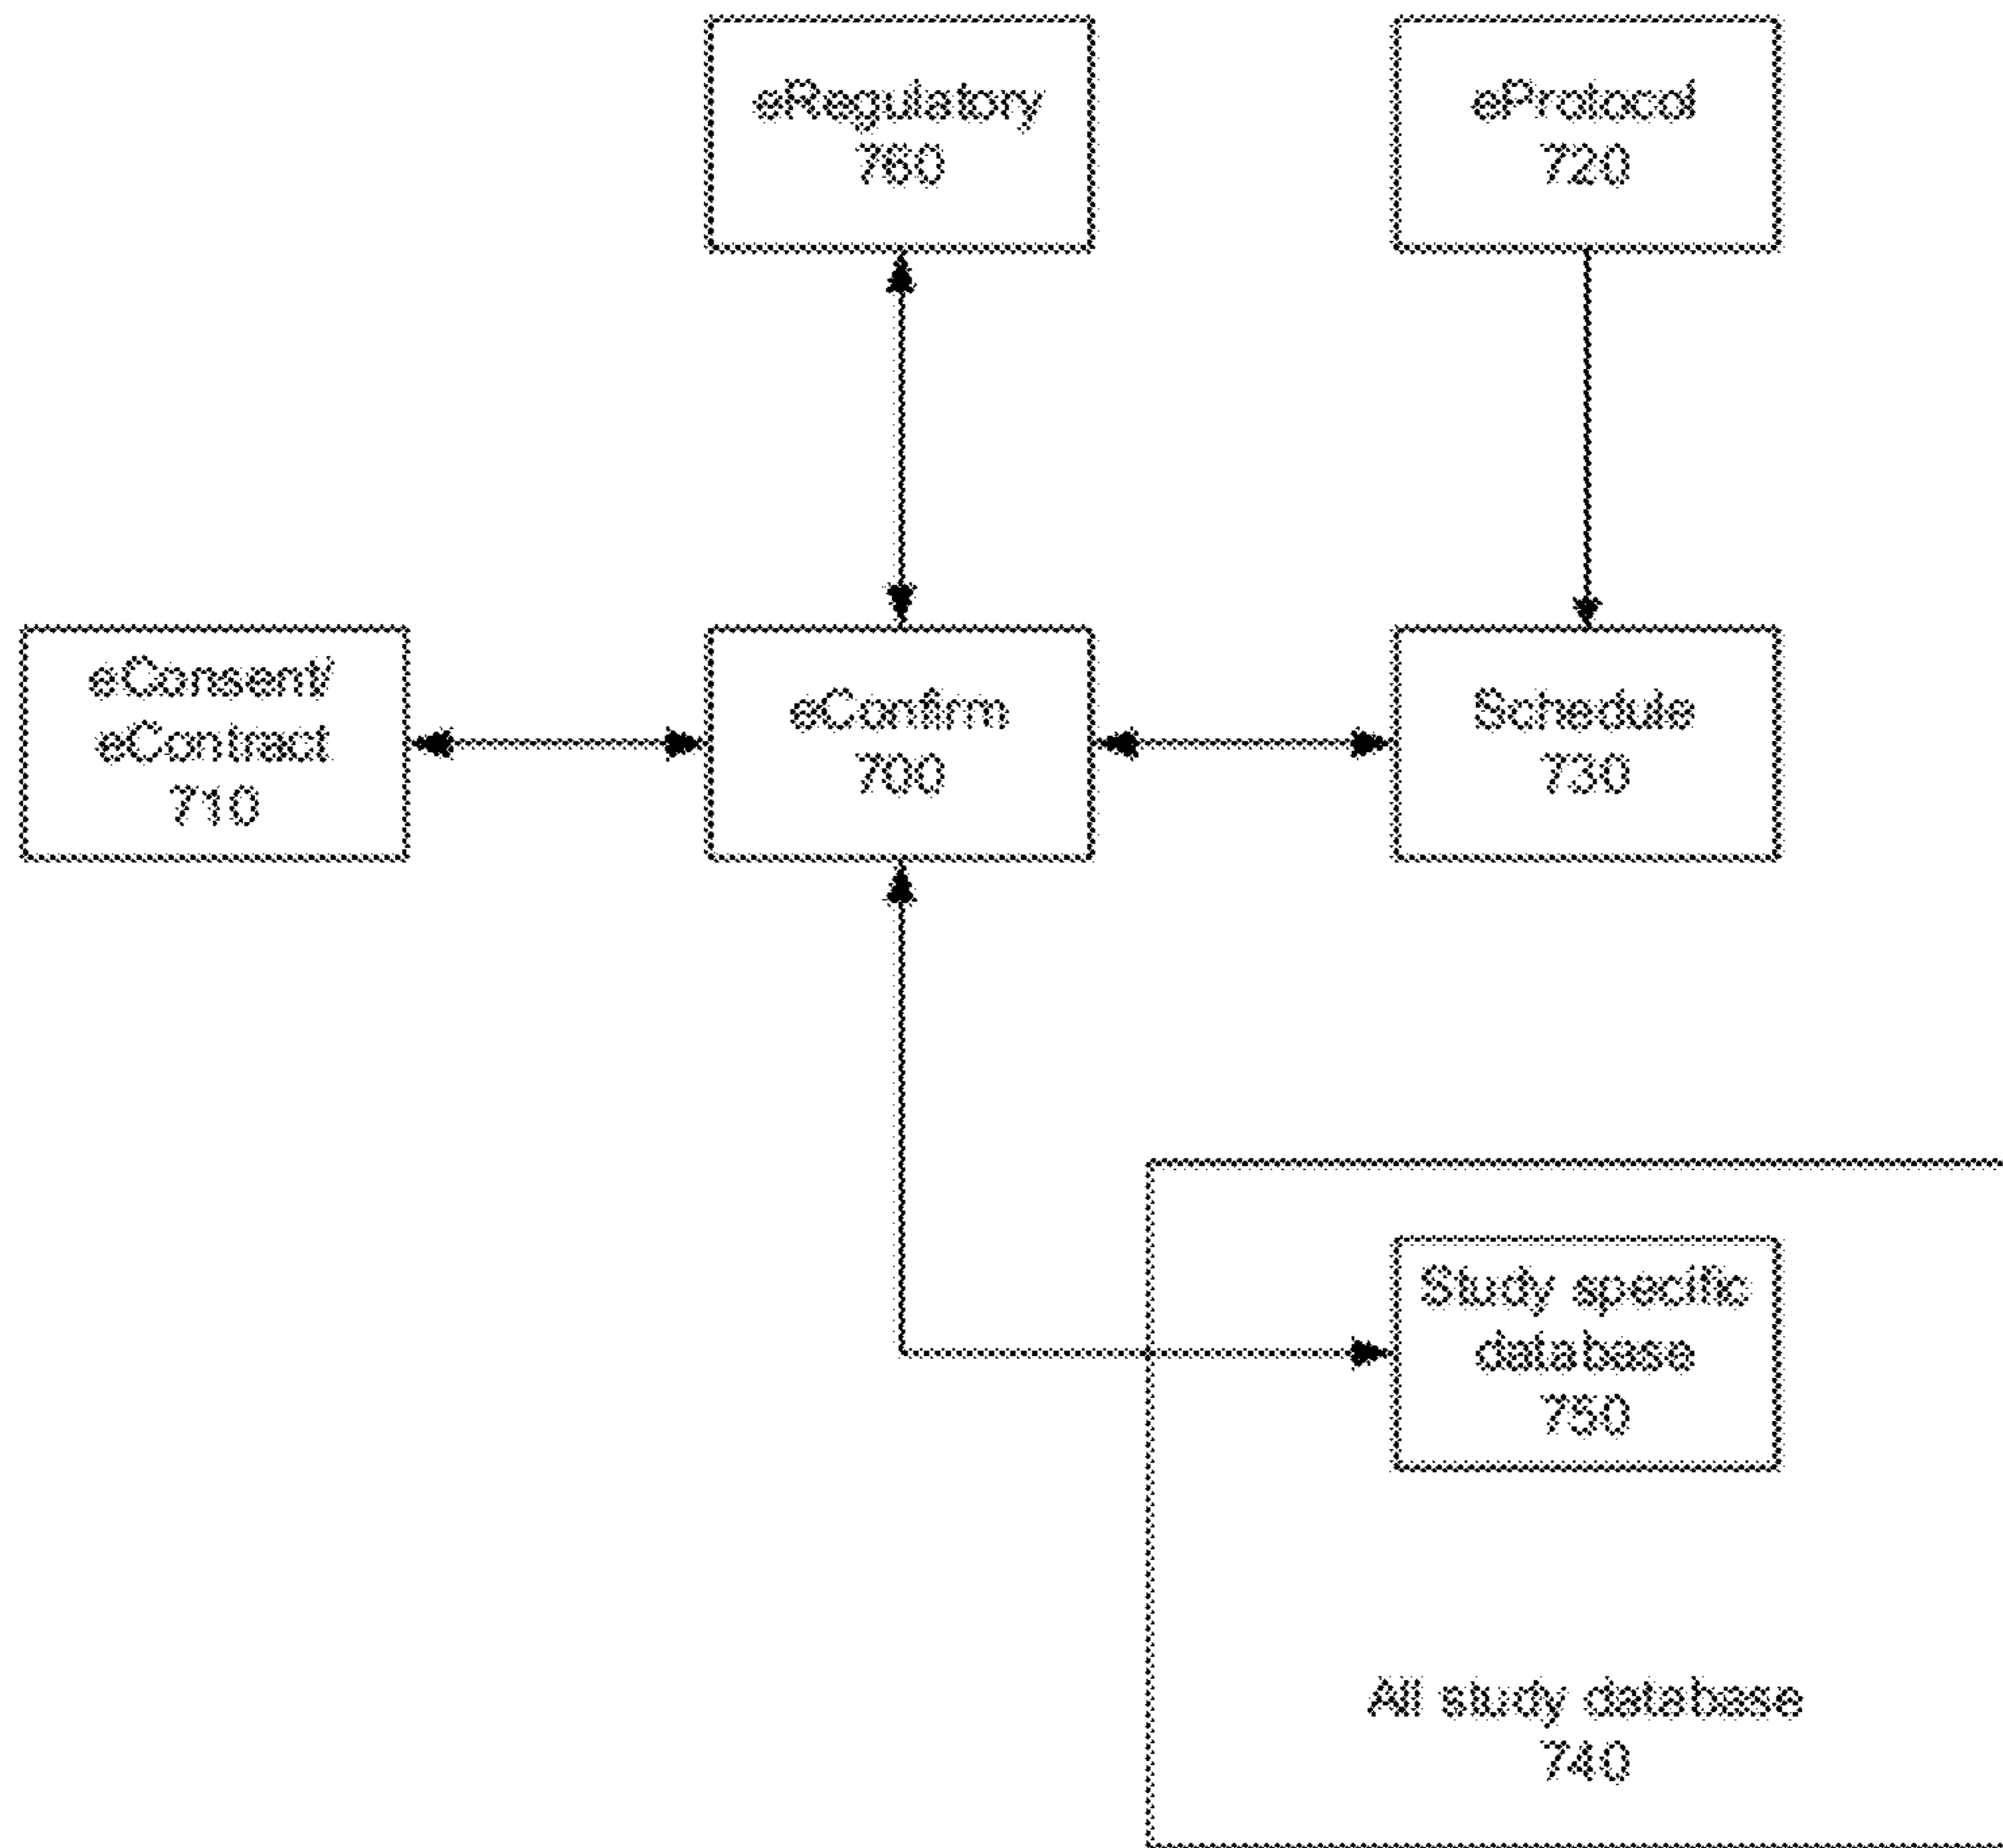 eRegulatory
760
eProtocol
720
eConsent/
eContract
710
eConfirm
700
Schedule
730
Study specific
database
750
All study database
740